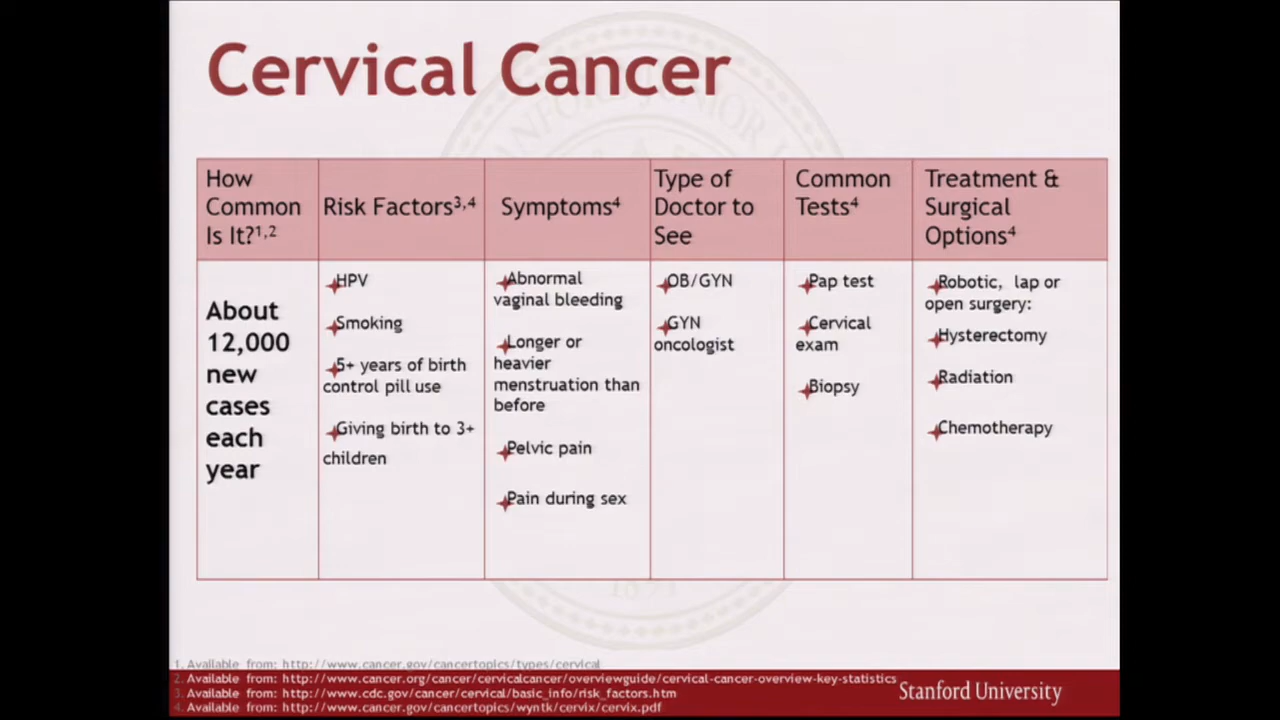 Cervical Cancer
How
Common
Is It?1,2
Risk Factors3,4
Symptoms4
Type of
Doctor to
See
Common
Tests4
Treatment &
Surgical
Options4
About
12,000
new
cases
each
year
HPV
Smoking
5+ years of birth
control pill use
Giving birth to 3+
children
Abnormal
vaginal bleeding
Longer or
heavier
menstruation than
before
Pelvic pain
Pain during sex
OB/GYN
GYN
oncologist
Pap test
Cervical
exam
Biopsy
Robotic, lap or
open surgery:
Hysterectomy
Radiation
Chemotherapy
1. Available from: http://www.cancer.gov/cancertopics/types/cervical
2. Available from: http://www.cancer.org/cancer/cervicalcancer/overviewguide/cervical-cancer-overview-key-statistics
3. Available from: http://www.cdc.gov/cancer/cervical/basic_info/risk_factors.htm
4. Available from: http://www.cancer.gov/cancertopics/wyntk/cervix/cervix.pdf
Stanford University